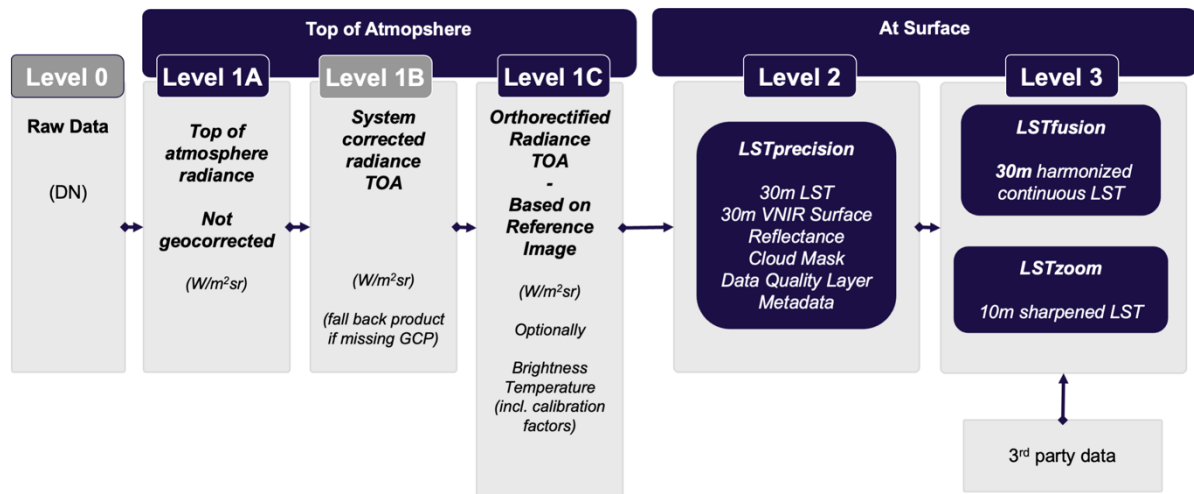 Top of Atmopshere
At Surface
Level 0
Raw Data
(DN)
Level 1A
Top of
atmosphere
radiance
Not
geocorrected
(W/m²sr)
Level 1B
System
corrected
radiance
TOA
(W/m²sr)
(fall back product
if missing GCP)
Level 1C
Orthorectified
Radiance
TOA
-
Based on
Reference
Image
(W/m²sr)
Optionally
Brightness
Temperature
(incl. calibration
factors)
Level 2
LSTprecision
30m LST
30m VNIR Surface
Reflectance
Cloud Mask
Data Quality Layer
Metadata
Level 3
LSTfusion
30m harmonized
continuous LST
LSTzoom
10m sharpened LST
3rd party data